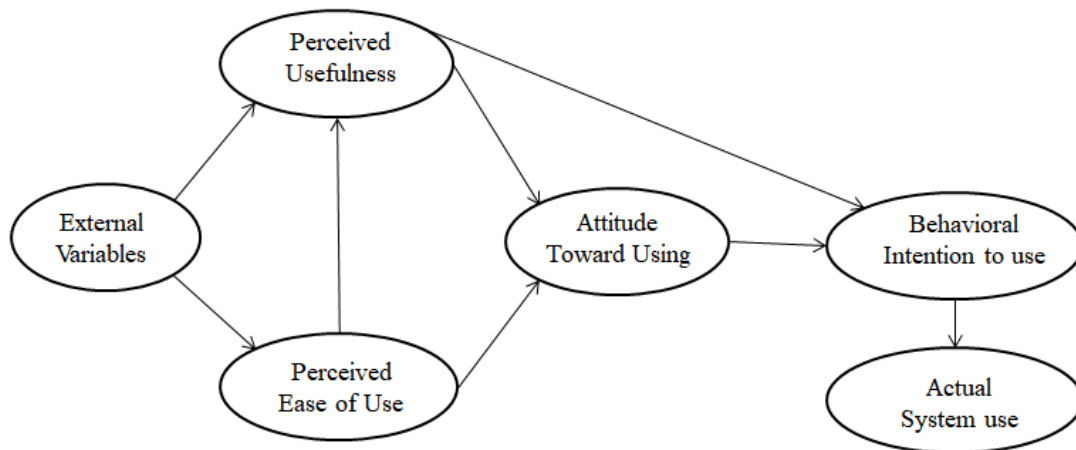 Perceived
Usefulness
External
Variables
Attitude
Toward Using
Behavioral
Intention to use
Perceived
Ease of Use
Actual
System use